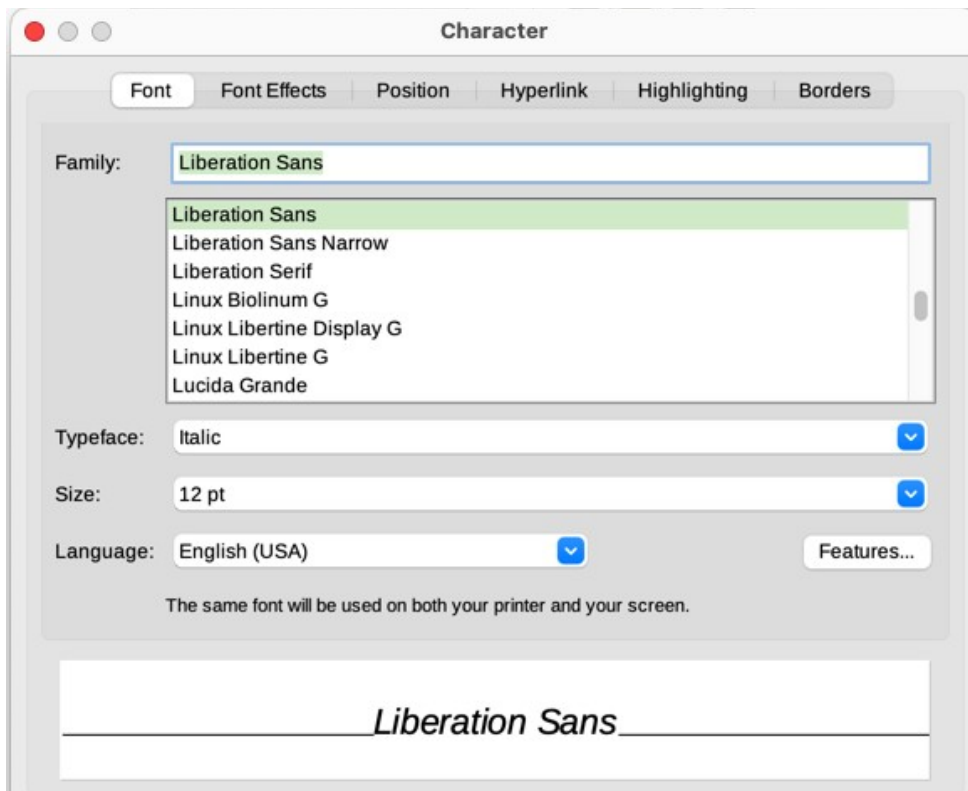 Character
Font Font Effects Position Hyperlink Highlighting Borders
Family: Liberation Sans
Liberation Sans
Liberation Sans Narrow
Liberation Serif
Linux Biolinum G
Linux Libertine Display G
Linux Libertine G
Lucida Grande
Typeface: Italic
Size: 12 pt
Language: English (USA) Features...
The same font will be used on both your printer and your screen.
Liberation Sans